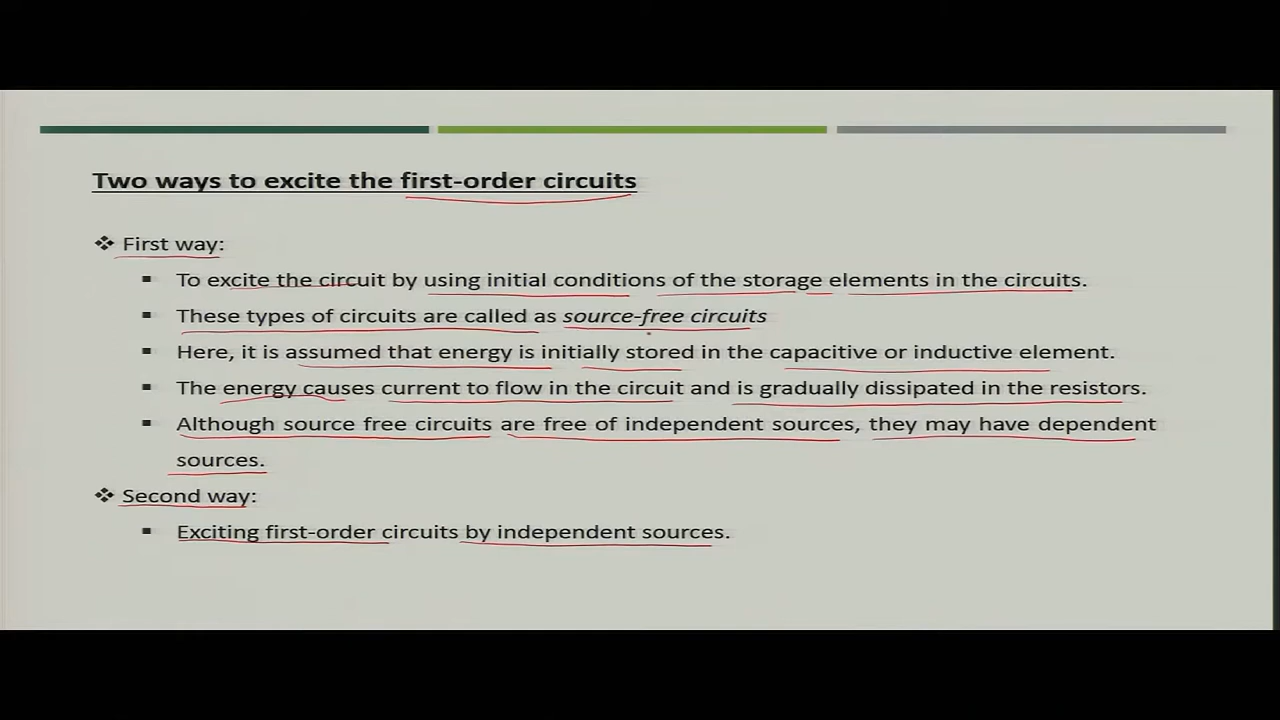 Two ways to excite the first-order circuits
❖ First way:
▪ To excite the circuit by using initial conditions of the storage elements in the circuits.
▪ These types of circuits are called as source-free circuits
▪ Here, it is assumed that energy is initially stored in the capacitive or inductive element.
▪ The energy causes current to flow in the circuit and is gradually dissipated in the resistors.
▪ Although source free circuits are free of independent sources, they may have dependent
sources.
❖ Second way:
▪ Exciting first-order circuits by independent sources.